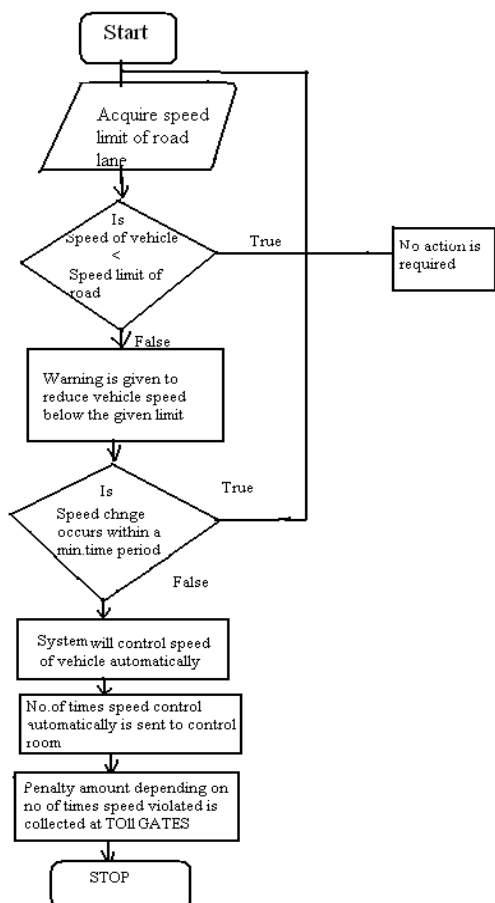 Start
Acquire speed
limit of road
lane
Is
Speed of vehicle
<
Speed limit of
road
True
No action is
required
False
Warning is given to
reduce vehicle speed
below the given limit
Is
Speed chnge
occurs within a
min.time period
True
False
System will control speed
of vehicle automatically
No.of times speed control
automatically is sent to control
room
Penalty amount depending on
no of times speed violated is
collected at TOll GATES
STOP